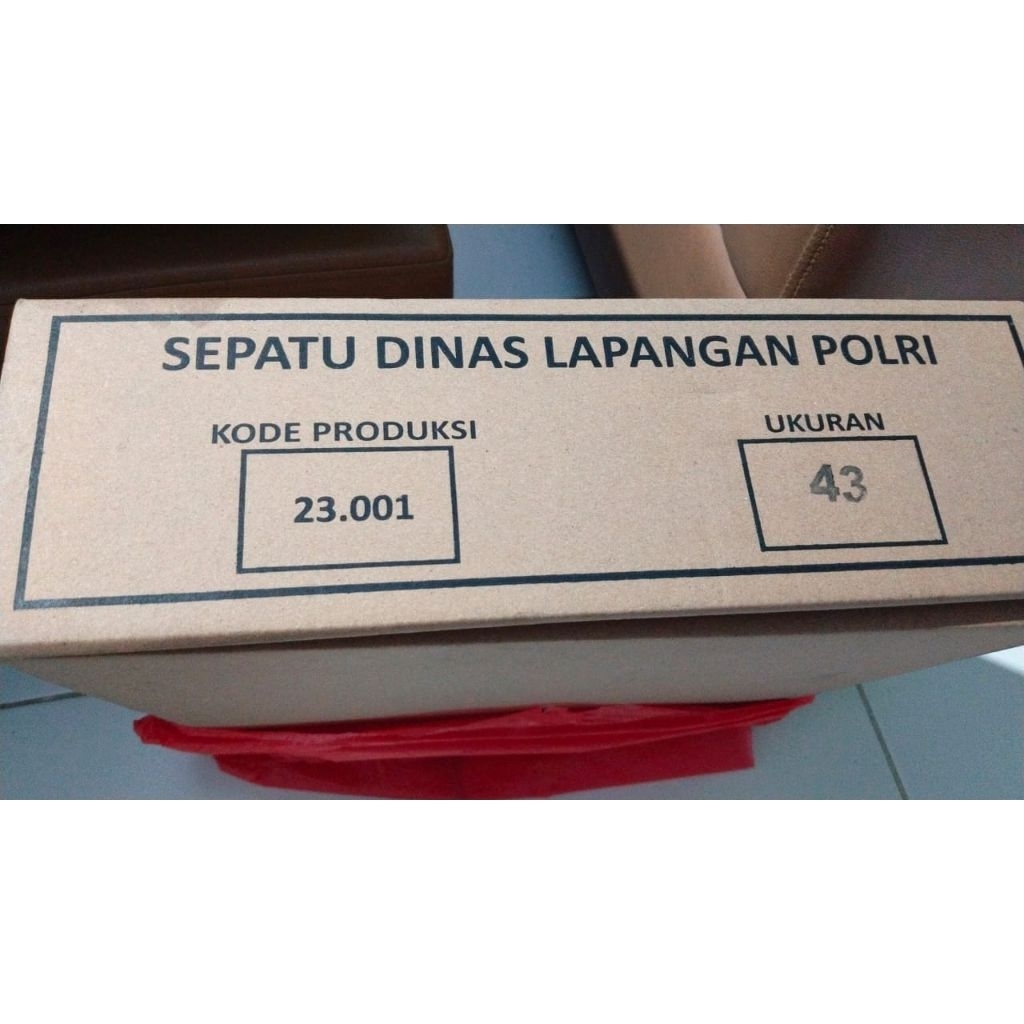 SEPATU DINAS LAPANGAN POLRI
KODE PRODUKSI
23.001
UKURAN
43